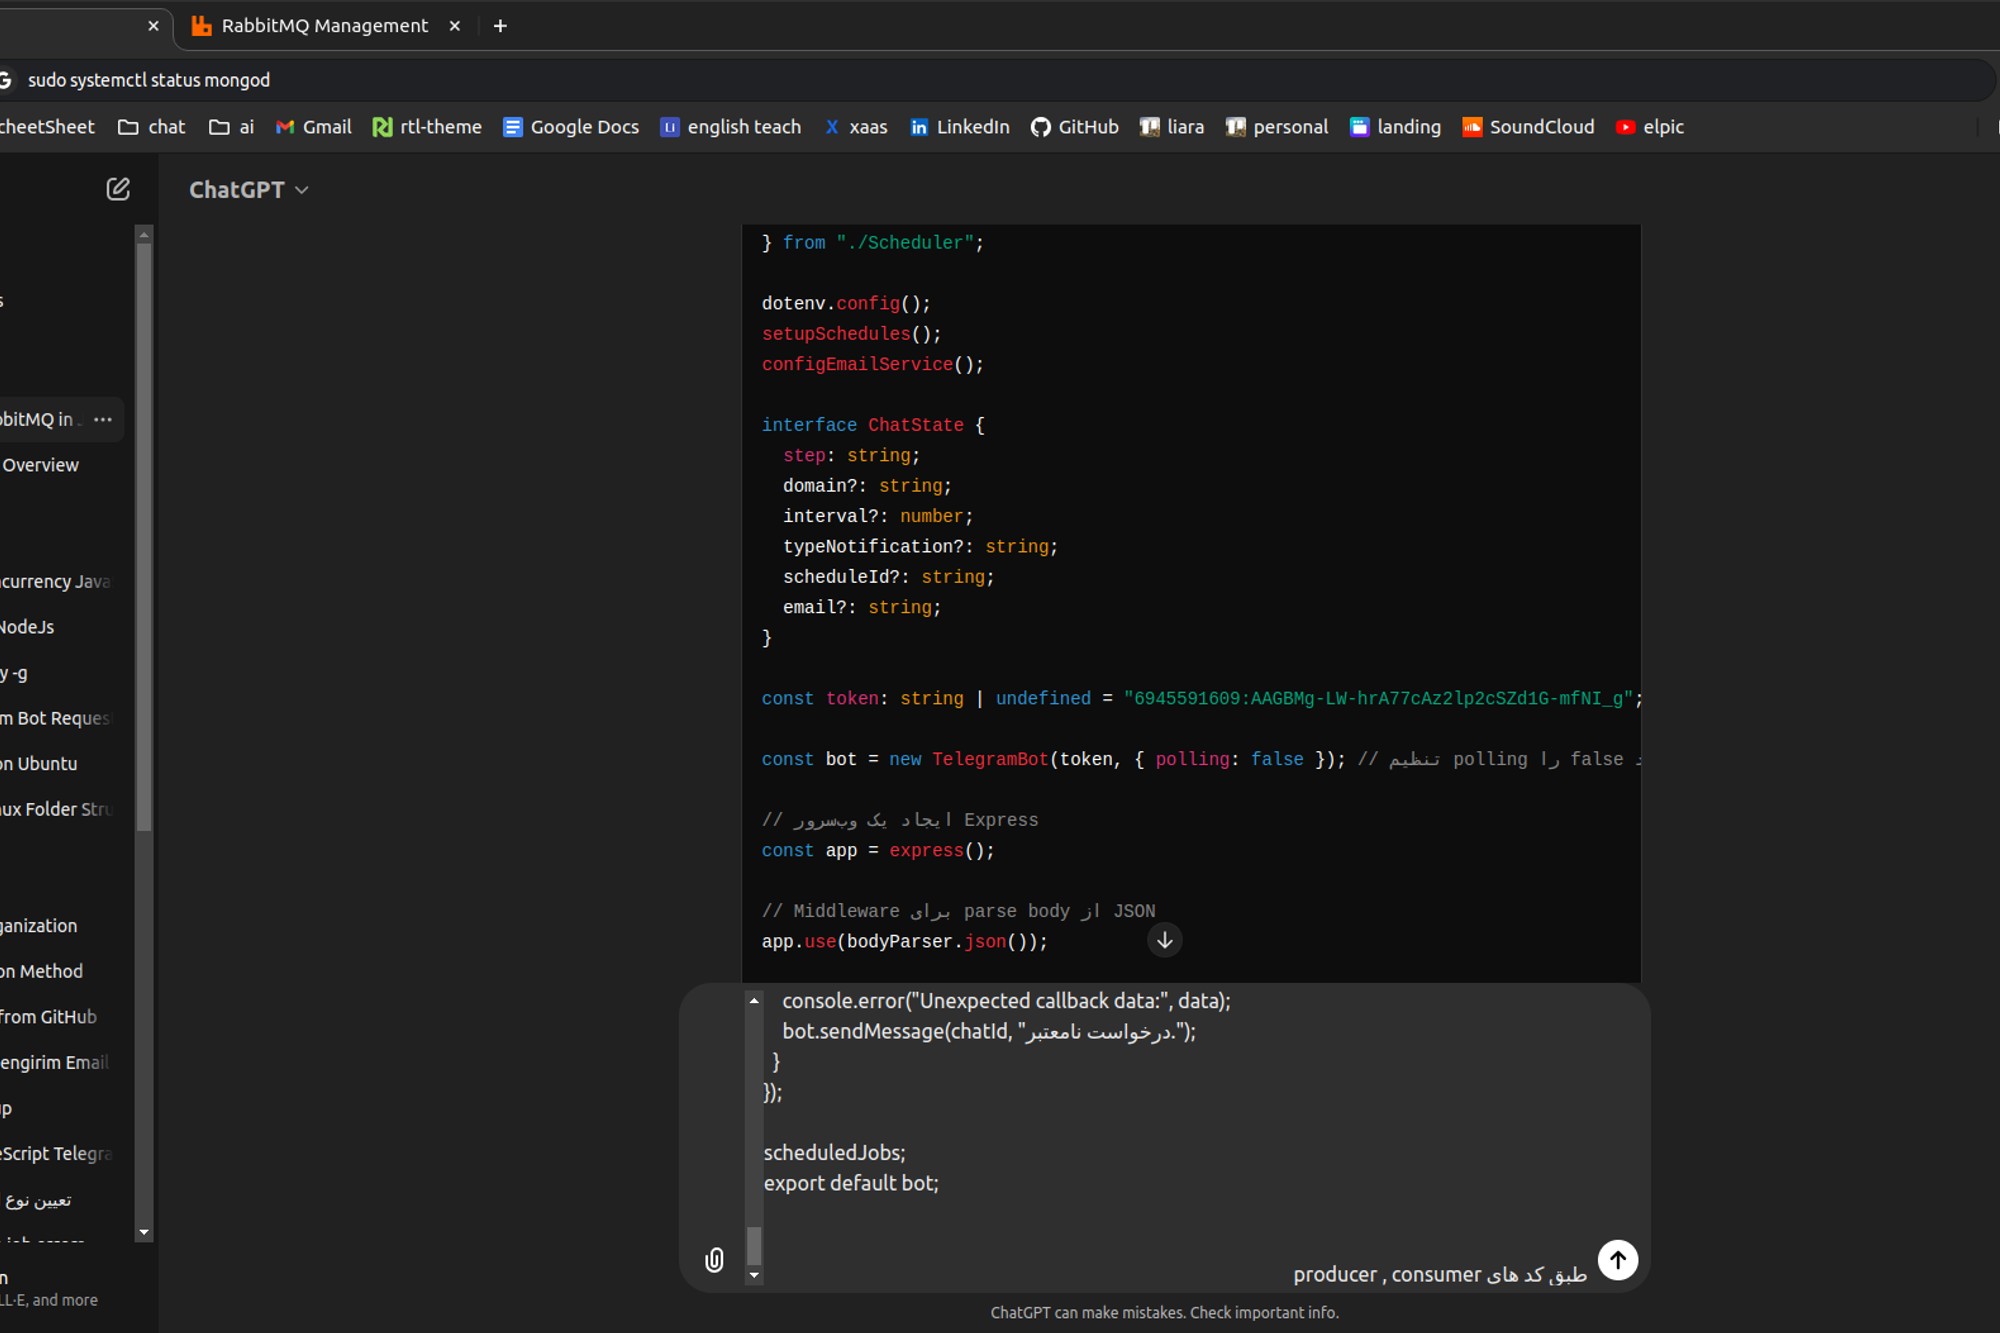 RabbitMQ Management
sudo systemctl status mongod
cheetSheet chat ai Gmail rtl-theme Google Docs english teach xaas LinkedIn GitHub liara personal landing SoundCloud elpic
ChatGPT
bitMQ in
Overview
currency Java
NodeJs
y -g
m Bot Reques
on Ubuntu
ux Folder Stru
ganization
on Method
from GitHub
engirim Email
p
eScript Telegra
تعیین نوع
LL·E, and more
} from "./Scheduler";
dotenv.config();
setupSchedules();
configEmailService();
interface ChatState {
step: string;
domain?: string;
interval?: number;
typeNotification?: string;
scheduleId?: string;
email?: string;
}
const token: string | undefined = "6945591609:AAGBMg-LW-hrA77cAz2lp2cSZd1G-mfNI_g";
const bot = new TelegramBot(token, { polling: false }); // تنظیم polling را false
// ایجاد یک وب‌سرور Express
const app = express();
// Middleware برای parse body از JSON
app.use(bodyParser.json());
console.error("Unexpected callback data:", data);
bot.sendMessage(chatId, "درخواست نامعتبر.");
}
});
scheduledJobs;
export default bot;
طبق کد های producer , consumer
ChatGPT can make mistakes. Check important info.